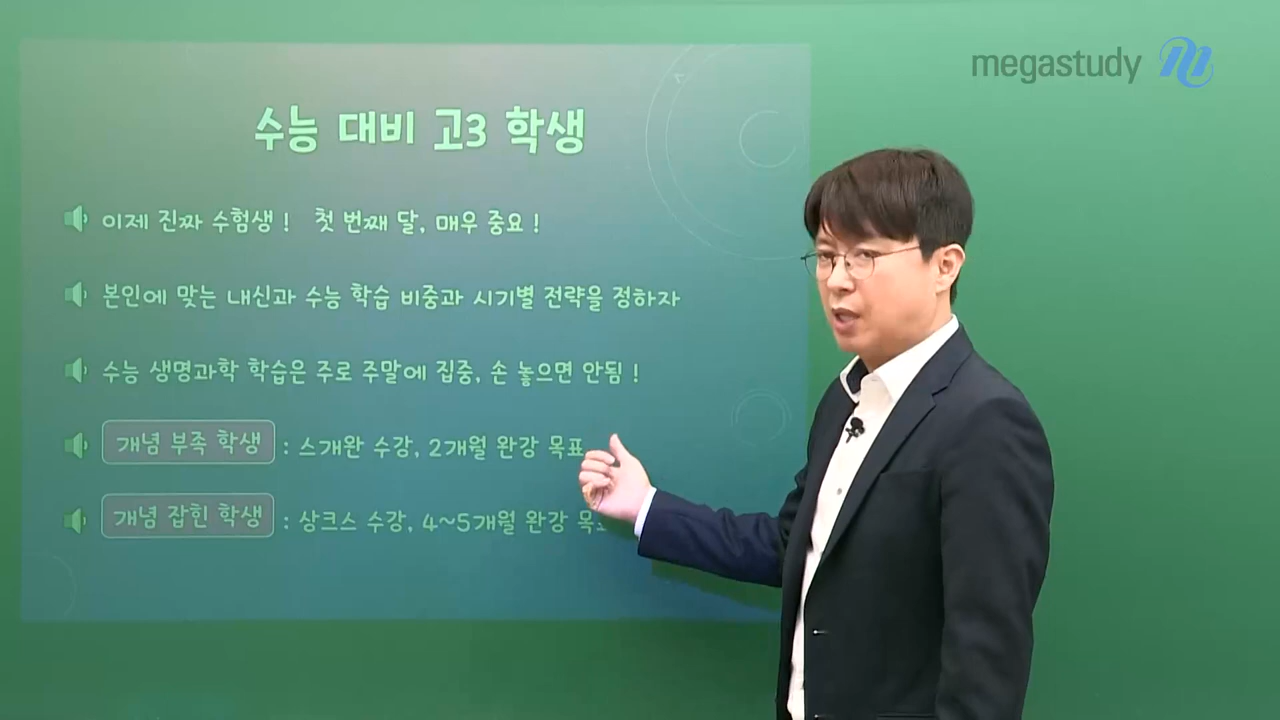 megastudy
수능 대비 고3 학생
이제 진짜 수험생 ! 첫 번째 달, 매우 중요 !
본인에 맞는 내신과 수능 학습 비중과 시기별 전략을 정하자
수능 생명과학 학습은 주로 주말에 집중, 손 놓으면 안됨 !
개념 부족 학생 : 스개완 수강, 2개월 완강 목표
개념 잡힌 학생 : 상크스 수강, 4~5개월 완강